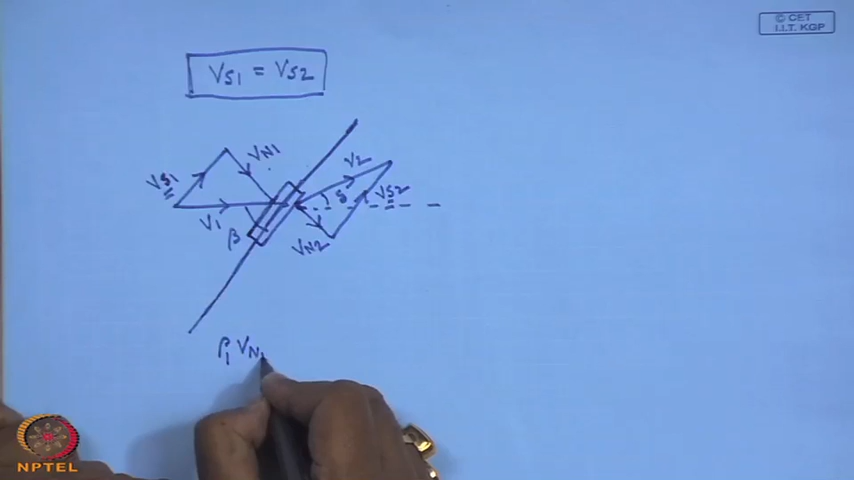 © CET
I.I.T. KGP
VS1 = VS2
VN1
VS1
V2
VS2
V1
δ
β
VN2
ρ1 VN1
NPTEL